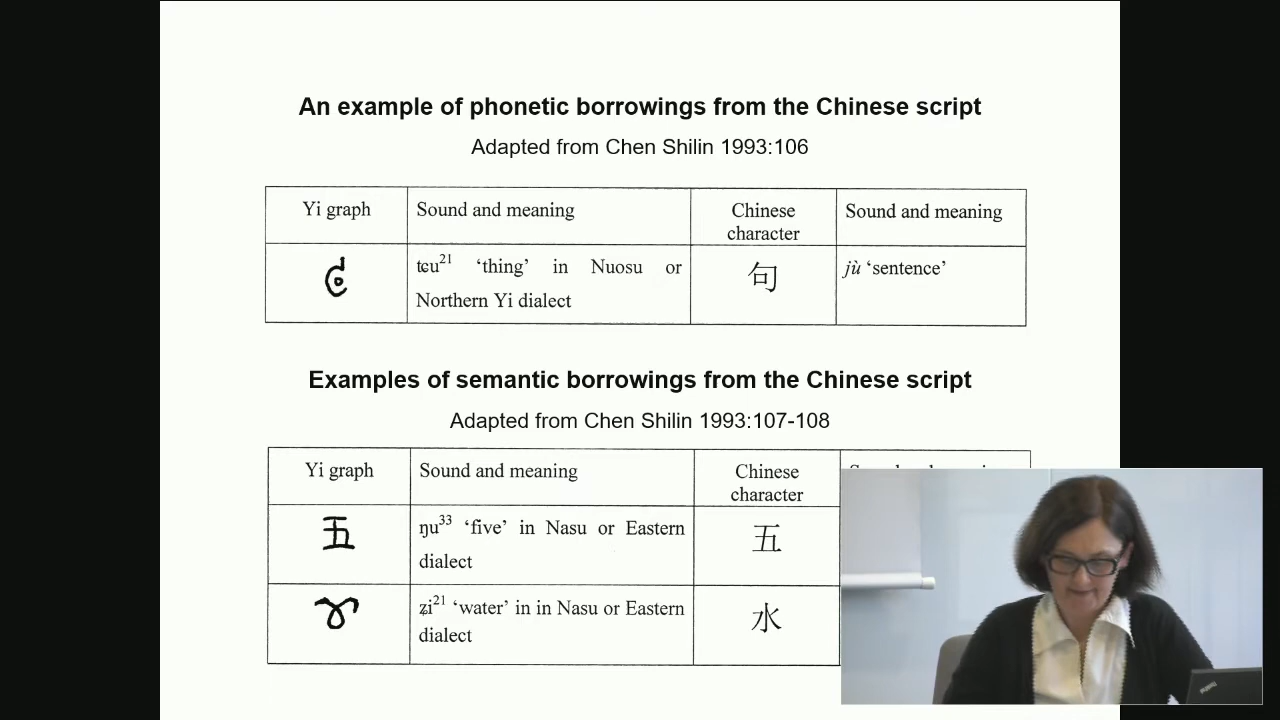 An example of phonetic borrowings from the Chinese script
Adapted from Chen Shilin 1993:106
Yi graph Sound and meaning Chinese character Sound and meaning
tɕu²¹ ‘thing’ in Nuosu or Northern Yi dialect 句 jù ‘sentence’
Examples of semantic borrowings from the Chinese script
Adapted from Chen Shilin 1993:107-108
Yi graph Sound and meaning Chinese character
五 ŋu³³ ‘five’ in Nasu or Eastern dialect 五
ʑi²¹ ‘water’ in in Nasu or Eastern dialect 水